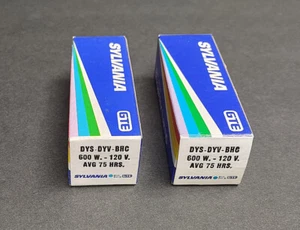 SYLVANIA
GTE
DYS-DYV-BHC
600 W. - 120 V.
AVG 75 HRS.
SYLVANIA
SYLVANIA
GTE
DYS-DYV-BHC
600 W. - 120 V.
AVG 75 HRS.
SYLVANIA